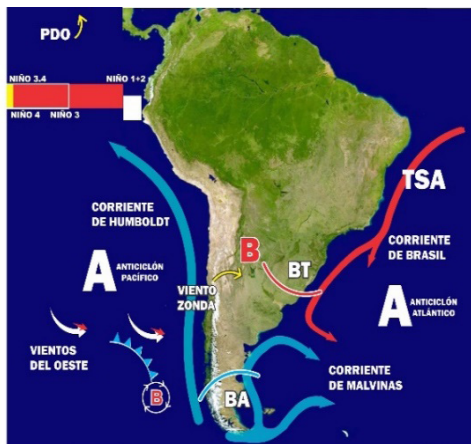 PDO
NIÑO 3.4
NIÑO 1+2
NIÑO 4
NIÑO 3
TSA
CORRIENTE
DE HUMBOLDT
CORRIENTE
DE BRASIL
B
BT
A
ANTICICLÓN
PACÍFICO
VIENTO
ZONDA
A
ANTICICLÓN
ATLÁNTICO
VIENTOS
DEL OESTE
B
BA
CORRIENTE
DE MALVINAS